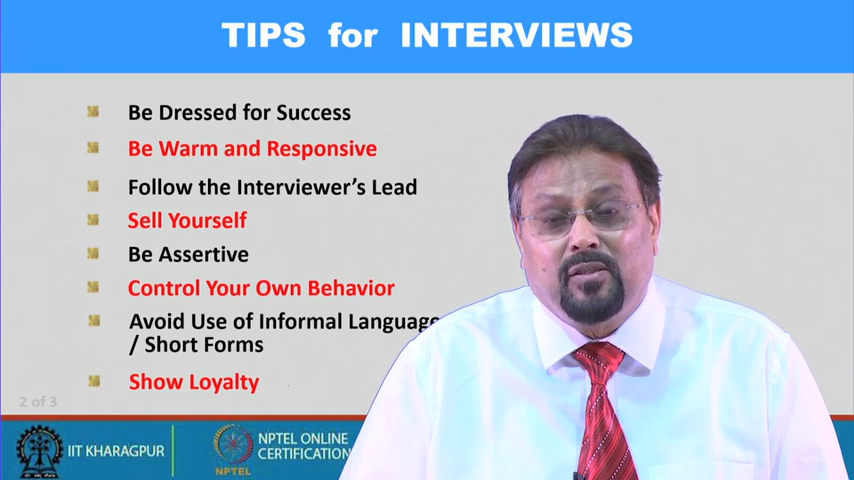 TIPS for INTERVIEWS
Be Dressed for Success
Be Warm and Responsive
Follow the Interviewer's Lead
Sell Yourself
Be Assertive
Control Your Own Behavior
Avoid Use of Informal Language
/ Short Forms
Show Loyalty
2 of 3
IIT KHARAGPUR
NPTEL ONLINE
CERTIFICATION
NPTEL